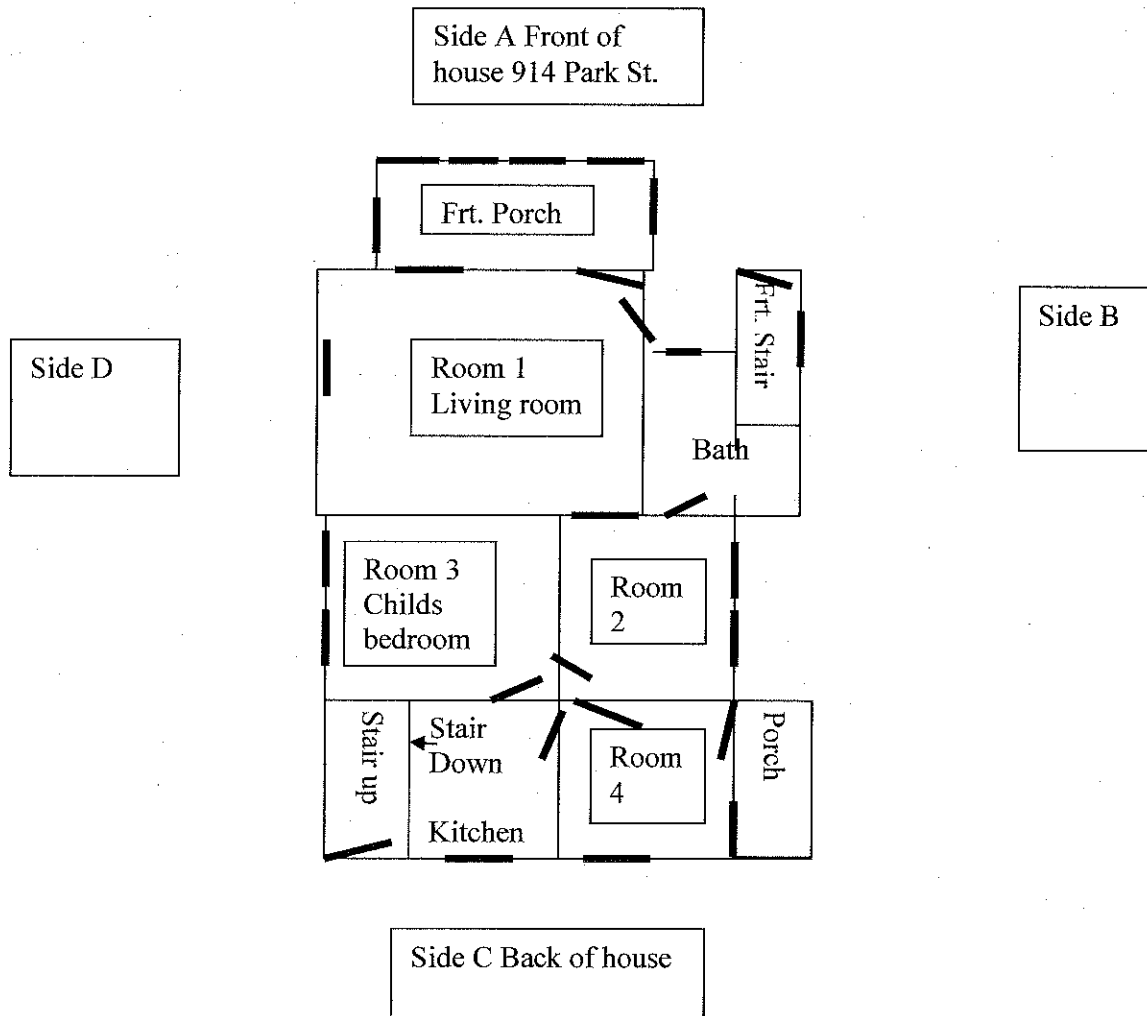 Side A Front of
house 914 Park St.
Frt. Porch
Frt. Stair
Side B
Side D
Room 1
Living room
Bath
Room 3
Childs
bedroom
Room
2
Stair up
Stair
Down
Kitchen
Room
4
Porch
Side C Back of house